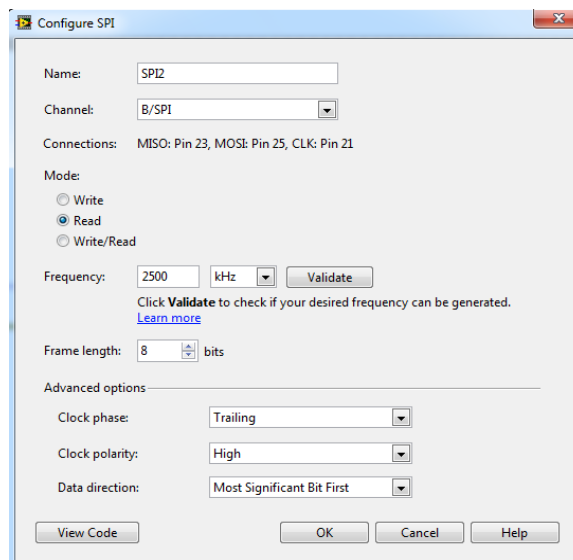 Configure SPI
Name: SPI2
Channel: B/SPI
Connections: MISO: Pin 23, MOSI: Pin 25, CLK: Pin 21
Mode:
Write
Read
Write/Read
Frequency: 2500 kHz Validate
Click Validate to check if your desired frequency can be generated.
Learn more
Frame length: 8 bits
Advanced options
Clock phase: Trailing
Clock polarity: High
Data direction: Most Significant Bit First
View Code OK Cancel Help